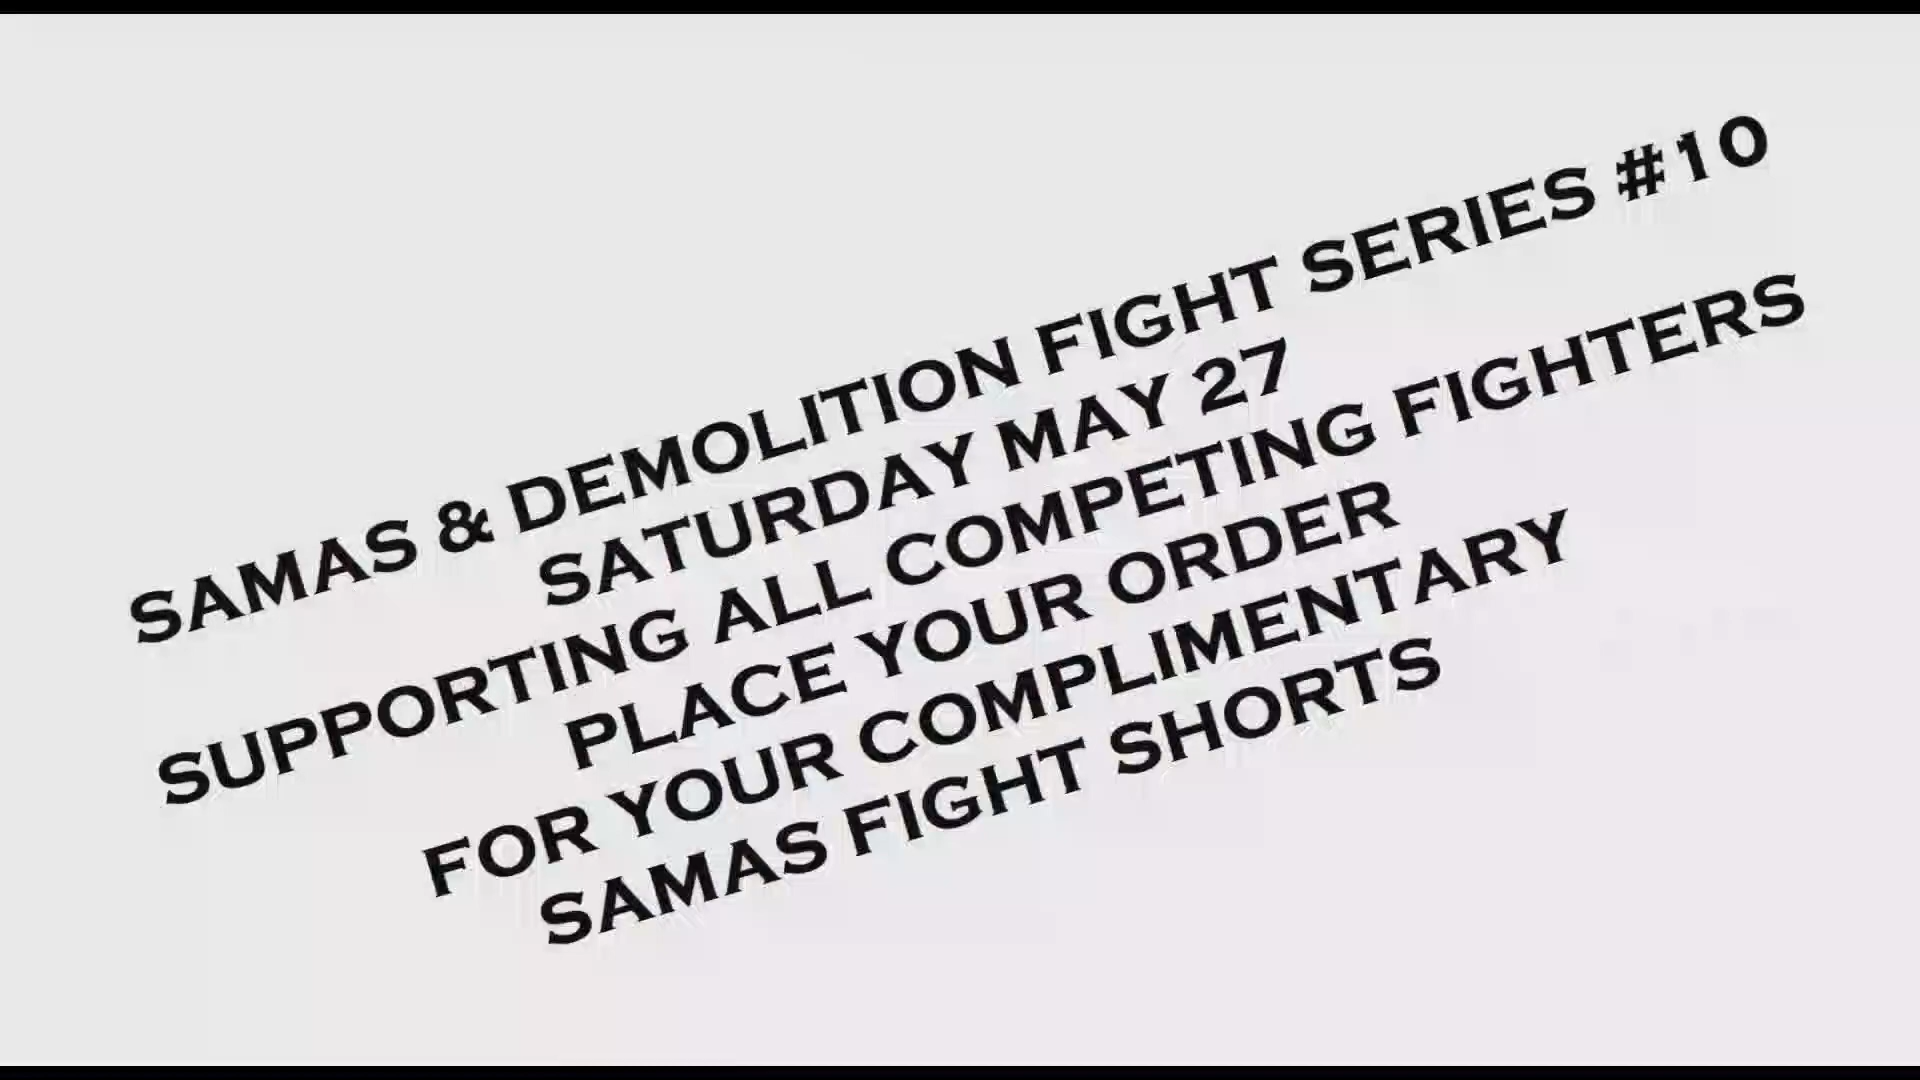 SAMAS & DEMOLITION FIGHT SERIES #10
SATURDAY MAY 27
SUPPORTING ALL COMPETING FIGHTERS
PLACE YOUR ORDER
FOR YOUR COMPLIMENTARY
SAMAS FIGHT SHORTS